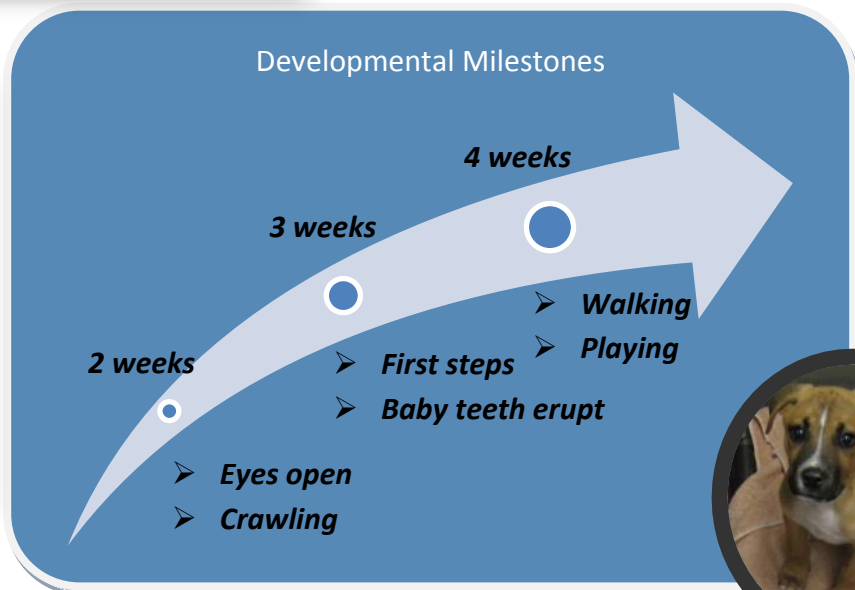 Developmental Milestones
2 weeks
➢ Eyes open
➢ Crawling
3 weeks
➢ First steps
➢ Baby teeth erupt
4 weeks
➢ Walking
➢ Playing